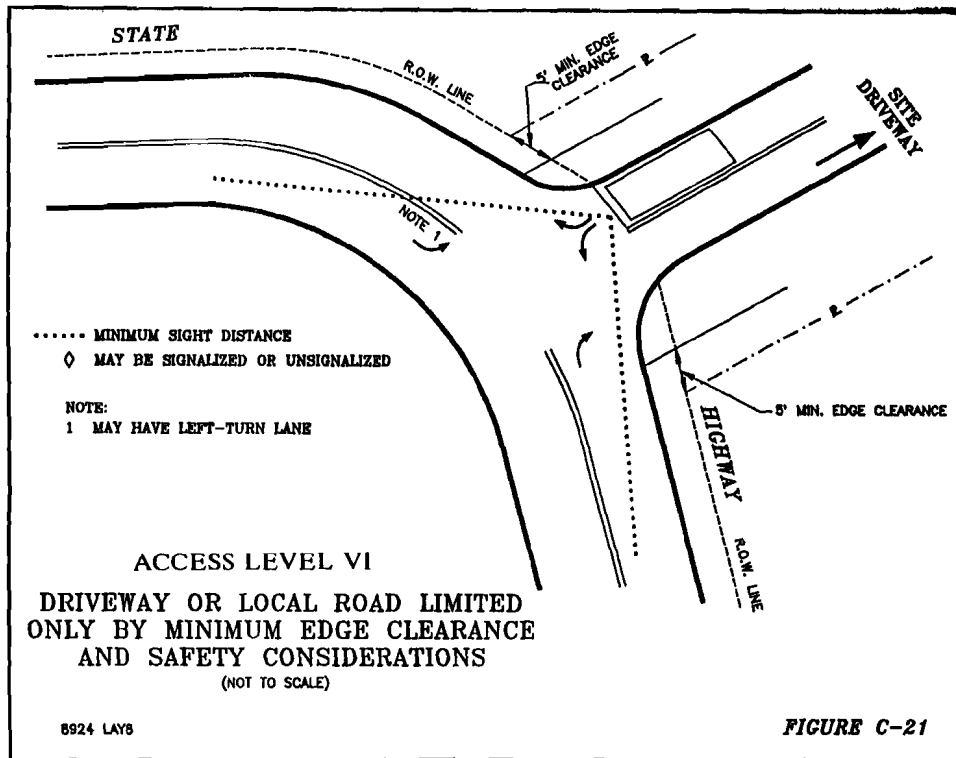 STATE
R.O.W. LINE
5' MIN. EDGE
CLEARANCE
SITE
DRIVEWAY
NOTE 1
...... MINIMUM SIGHT DISTANCE
◊ MAY BE SIGNALIZED OR UNSIGNALIZED
NOTE:
1 MAY HAVE LEFT-TURN LANE
5' MIN. EDGE CLEARANCE
HIGHWAY
R.O.W. LINE
ACCESS LEVEL VI
DRIVEWAY OR LOCAL ROAD LIMITED
ONLY BY MINIMUM EDGE CLEARANCE
AND SAFETY CONSIDERATIONS
(NOT TO SCALE)
8924 LAY8
FIGURE C-21